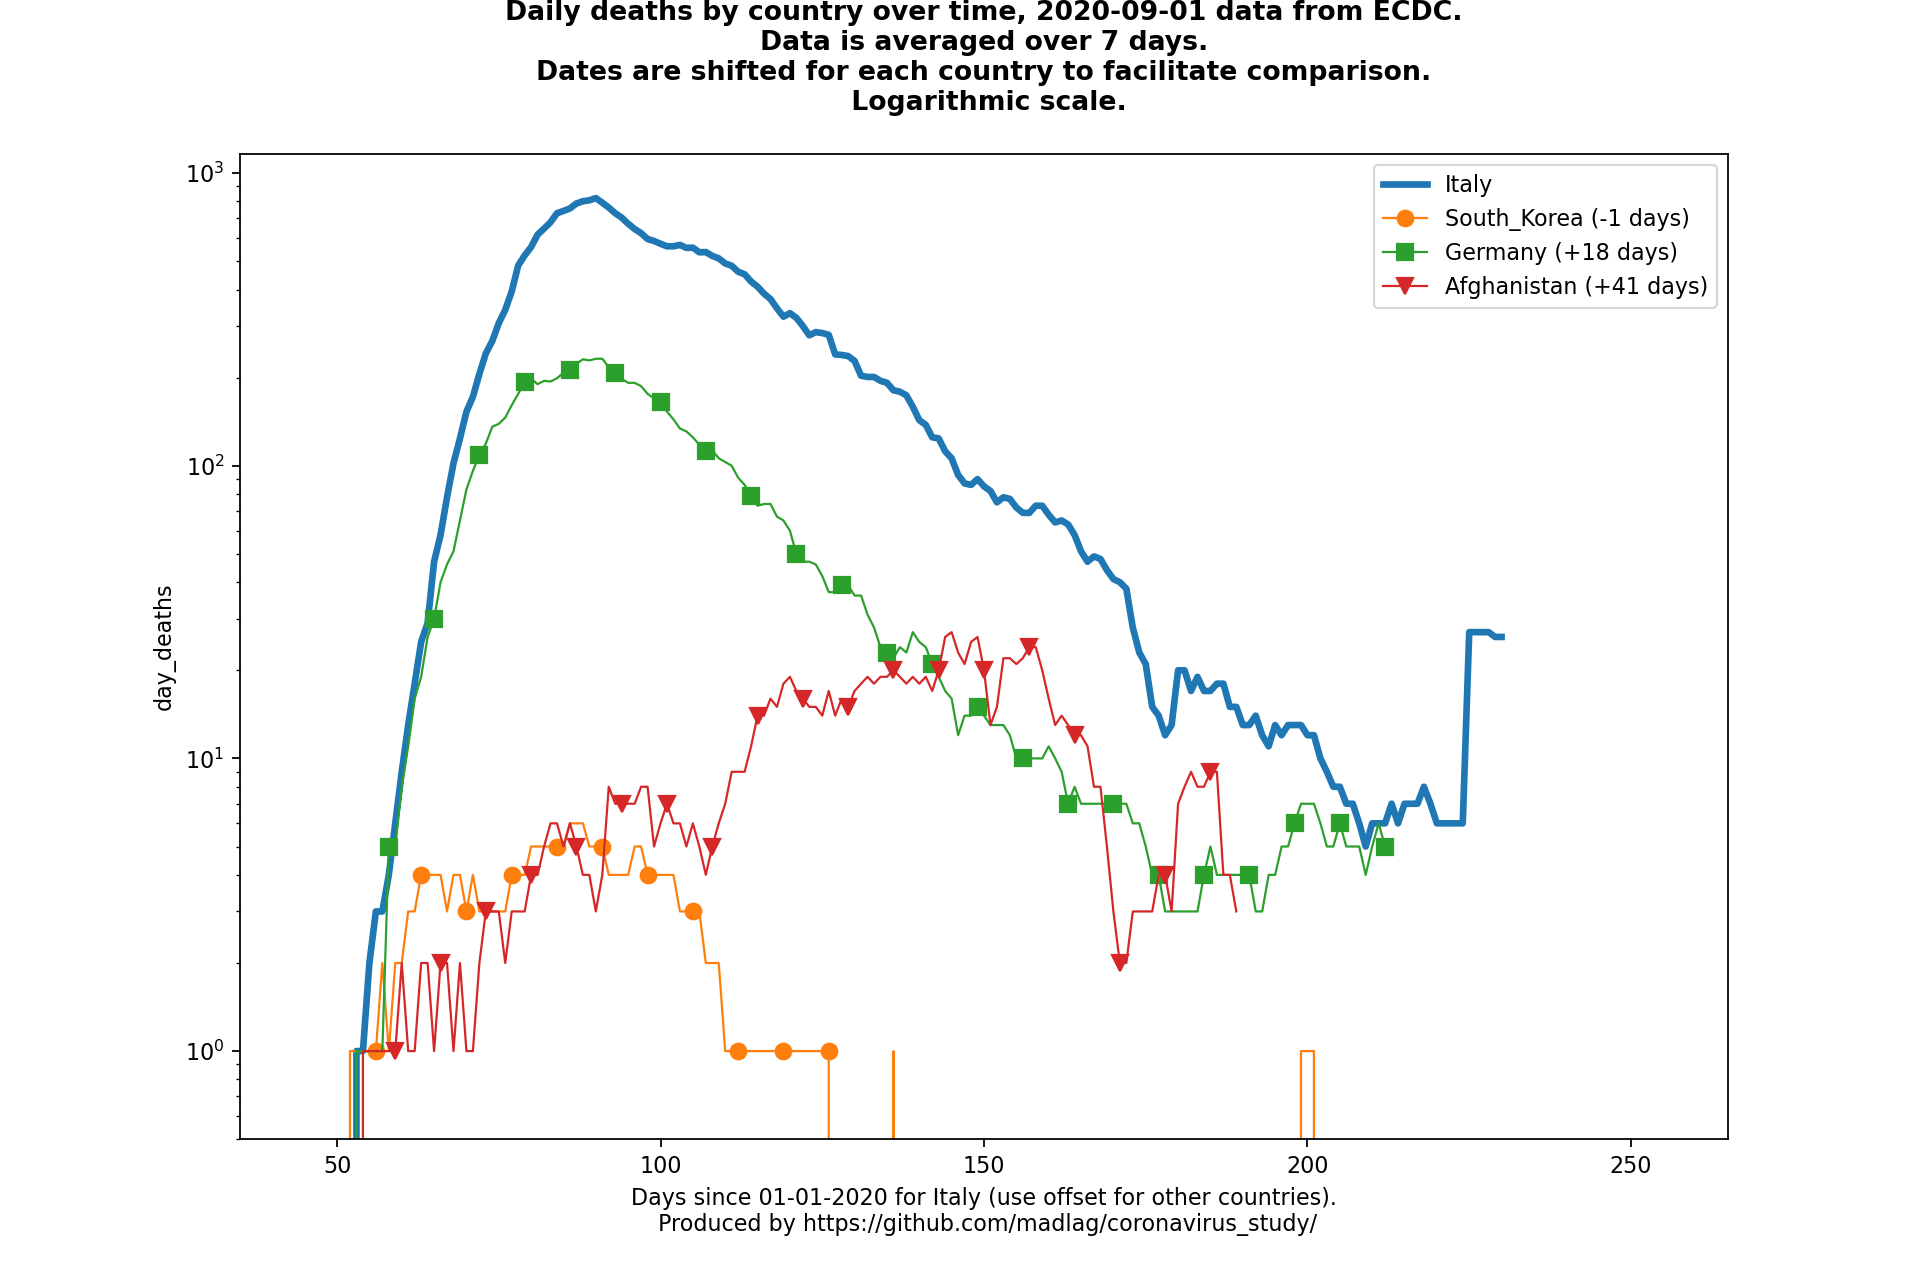 Daily deaths by country over time, 2020-09-01 data from ECDC.
Data is averaged over 7 days.
Dates are shifted for each country to facilitate comparison.
Logarithmic scale.
10³
10²
10¹
10⁰
day_deaths
Italy
South_Korea (-1 days)
Germany (+18 days)
Afghanistan (+41 days)
50 100 150 200 250
Days since 01-01-2020 for Italy (use offset for other countries).
Produced by https://github.com/madlag/coronavirus_study/